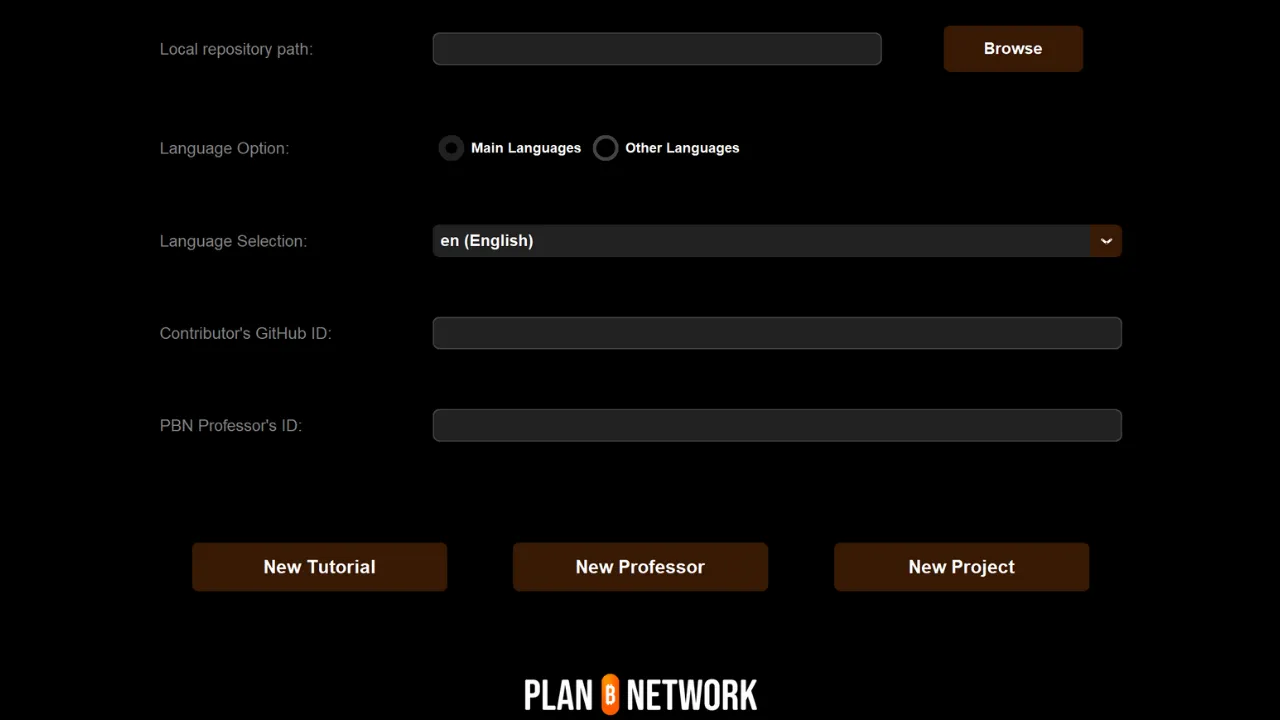 Local repository path:
Browse
Language Option:
Main Languages
Other Languages
Language Selection:
en (English)
Contributor's GitHub ID:
PBN Professor's ID:
New Tutorial
New Professor
New Project
PLAN ₿ NETWORK